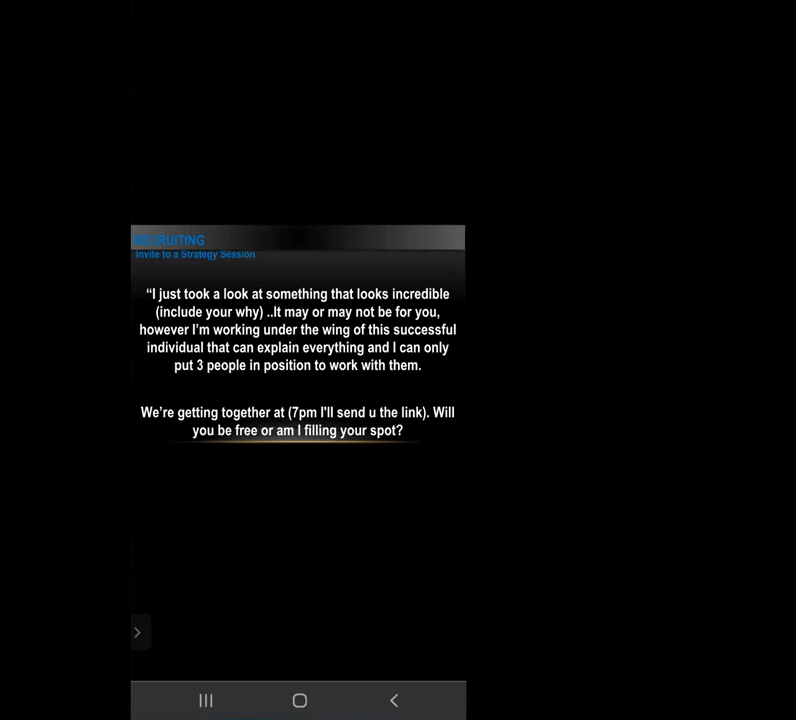 RECRUITING
Invite to a Strategy Session
“I just took a look at something that looks incredible
(include your why) ..It may or may not be for you,
however I’m working under the wing of this successful
individual that can explain everything and I can only
put 3 people in position to work with them.
We’re getting together at (7pm I'll send u the link). Will
you be free or am I filling your spot?